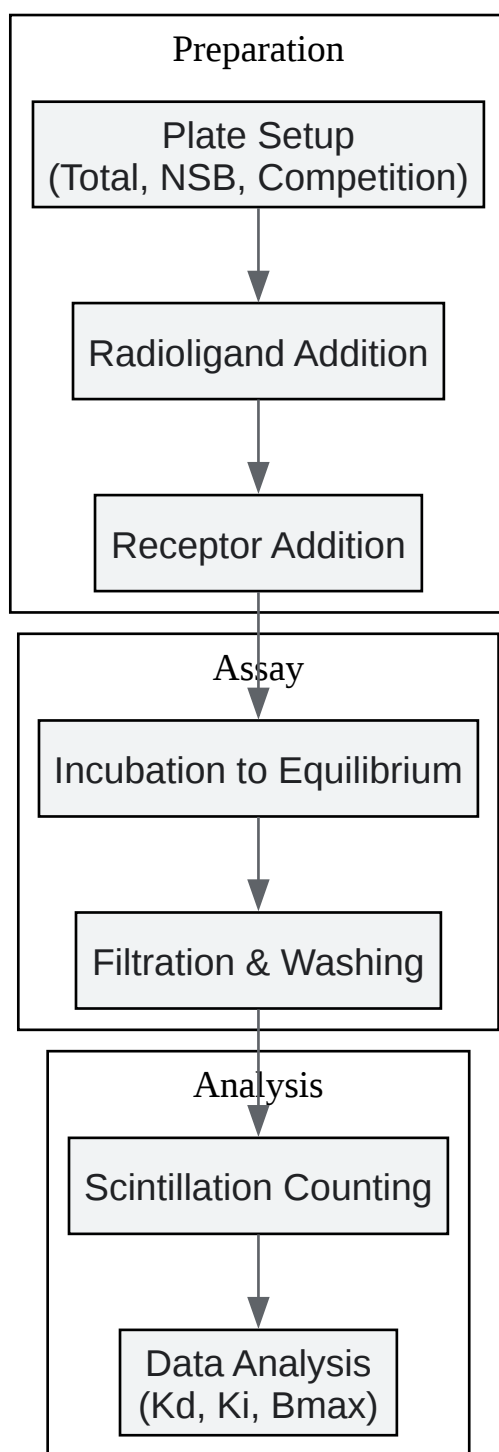 Preparation
Plate Setup
(Total, NSB, Competition)
Radioligand Addition
Receptor Addition
Assay
Incubation to Equilibrium
Filtration & Washing
Analysis
Scintillation Counting
Data Analysis
(Kd, Ki, Bmax)